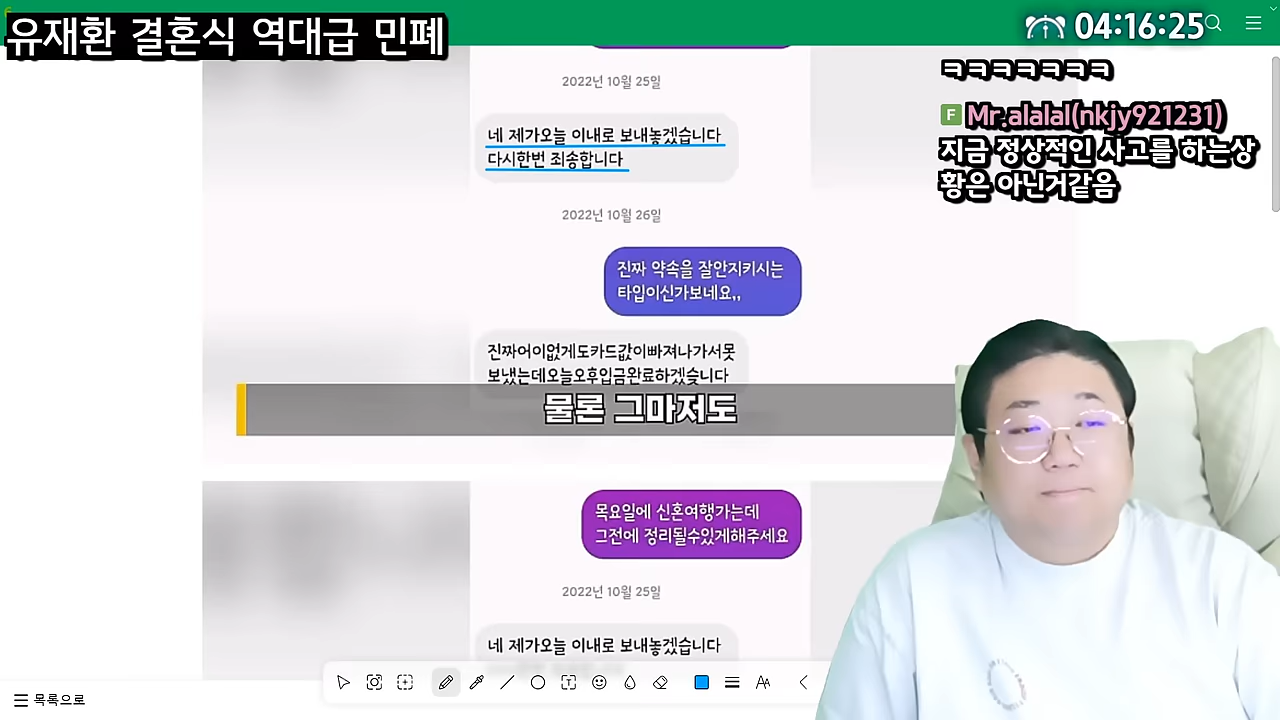 유재환 결혼식 역대급 민폐
04:16:25
ㅋㅋㅋㅋㅋㅋㅋ
F Mr.alalal(nkjy921231)
지금 정상적인 사고를 하는상
황은 아닌거같음
2022년 10월 25일
네 제가오늘 이내로 보내놓겠습니다
다시한번 죄송합니다
2022년 10월 26일
진짜 약속을 잘안지키시는
타입이신가보네요,,
진짜어이없게도카드값이빠져나가서못
보냈는데오늘오후입금완료하겠슺니다
물론 그마저도
목요일에 신혼여행가는데
그전에 정리될수있게해주세요
2022년 10월 25일
네 제가오늘 이내로 보내놓겠습니다
목록으로